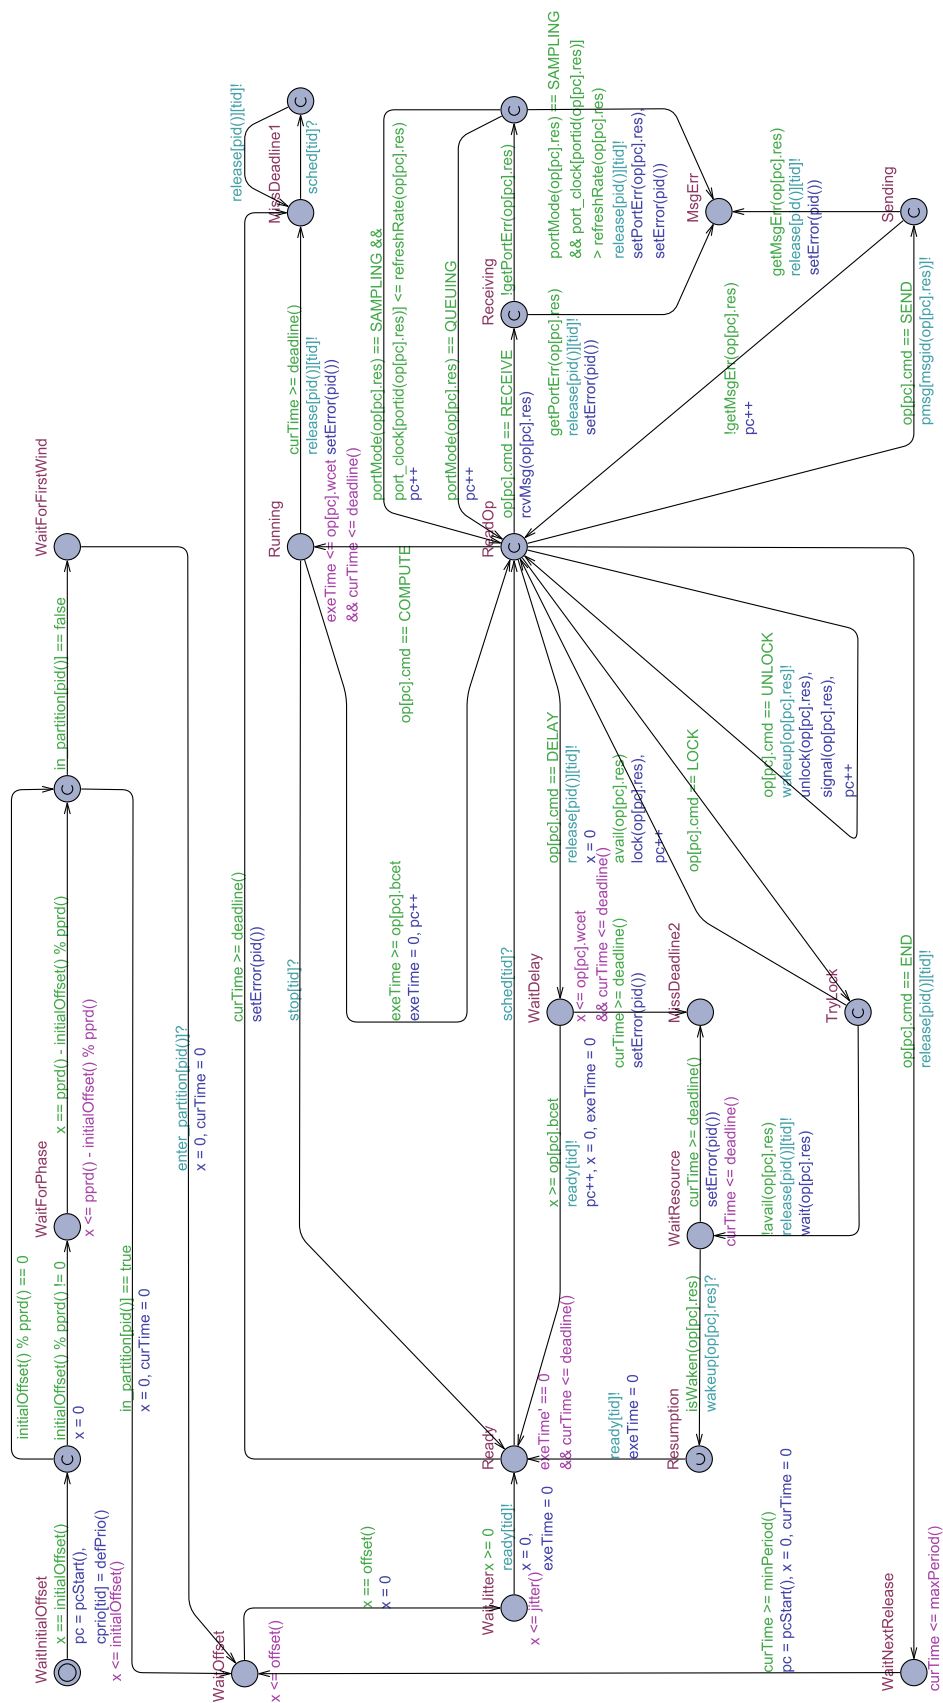 WaitInitialOffset
x == initialOffset()
pc = pcStart(),
cprio[tid] = defPrio()
x <= initialOffset()
initialOffset() % pprd() == 0
initialOffset() % pprd() != 0
x = 0
WaitForPhase
x <= pprd() - initialOffset() % pprd()
x == pprd() - initialOffset() % pprd()
in_partition[pid()] == false
WaitForFirstWind
in_partition[pid()] == true
x = 0, curTime = 0
enter_partition[pid()]?
x = 0, curTime = 0
WaitOffset
x <= offset()
x == offset()
x = 0
curTime >= deadline()
setError(pid())
stop[tid]?
Running
exeTime <= op[pc].wcet
&& curTime <= deadline()
curTime >= deadline()
release[pid()][tid]!
setError(pid())
MissDeadline1
release[pid()][tid]!
sched[tid]?
exeTime >= op[pc].bcet
exeTime = 0, pc++
op[pc].cmd == COMPUTE
portMode(op[pc].res) == SAMPLING &&
port_clock[portid(op[pc].res)] <= refreshRate(op[pc].res)
pc++
portMode(op[pc].res) == QUEUING
pc++
WaitJitter
x <= jitter()
x >= 0
ready[tid]!
x = 0,
exeTime = 0
Ready
exeTime' == 0
&& curTime <= deadline()
sched[tid]?
ReadOp
op[pc].cmd == RECEIVE
rcvMsg(op[pc].res)
Receiving
!getPortErr(op[pc].res)
getPortErr(op[pc].res)
release[pid()][tid]!
setError(pid())
portMode(op[pc].res) == SAMPLING
&& port_clock[portid(op[pc].res)]
> refreshRate(op[pc].res)
release[pid()][tid]!
setPortErr(op[pc].res),
setError(pid())
x >= op[pc].bcet
ready[tid]!
pc++, x = 0, exeTime = 0
WaitDelay
x <= op[pc].wcet
&& curTime <= deadline()
op[pc].cmd == DELAY
release[pid()][tid]!
x = 0
curTime >= deadline()
setError(pid())
avail(op[pc].res)
lock(op[pc].res),
pc++
ready[tid]!
exeTime = 0
Resumption
isWaken(op[pc].res)
wakeup[op[pc].res]?
WaitResource
curTime <= deadline()
curTime >= deadline()
setError(pid())
MissDeadline2
op[pc].cmd == LOCK
MsgErr
!getMsgErr(op[pc].res)
pc++
getMsgErr(op[pc].res)
release[pid()][tid]!
setError(pid())
!avail(op[pc].res)
release[pid()][tid]!
wait(op[pc].res)
TryLock
op[pc].cmd == UNLOCK
wakeup[op[pc].res]!
unlock(op[pc].res),
signal(op[pc].res),
pc++
Sending
op[pc].cmd == SEND
pmsg[msgid(op[pc].res)]!
curTime >= minPeriod()
pc = pcStart(), x = 0, curTime = 0
WaitNextRelease
curTime <= maxPeriod()
op[pc].cmd == END
release[pid()][tid]!
C
C
C
C
C
C
C
C